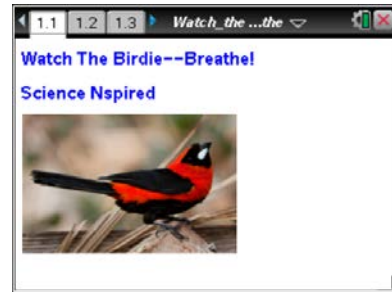 1.1 1.2 1.3 Watch_the ...the
Watch The Birdie––Breathe!
Science Nspired